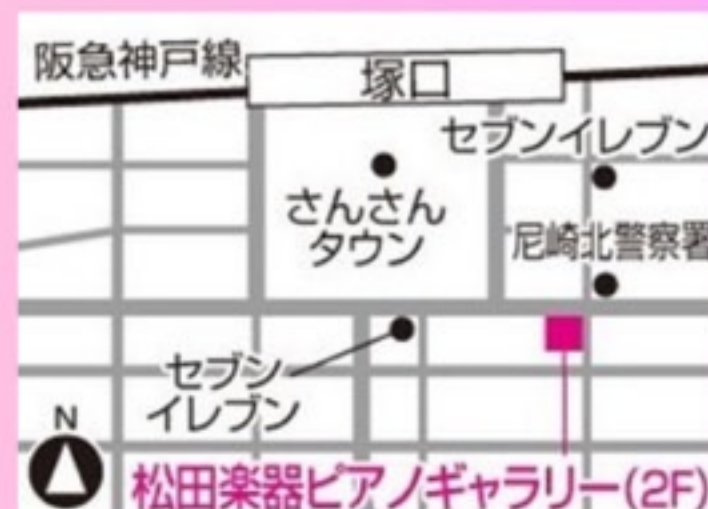 阪急神戸線
塚口
セブンイレブン
さんさん
タウン
尼崎北警察署
セブン
イレブン
N
松田楽器ピアノギャラリー(2F)